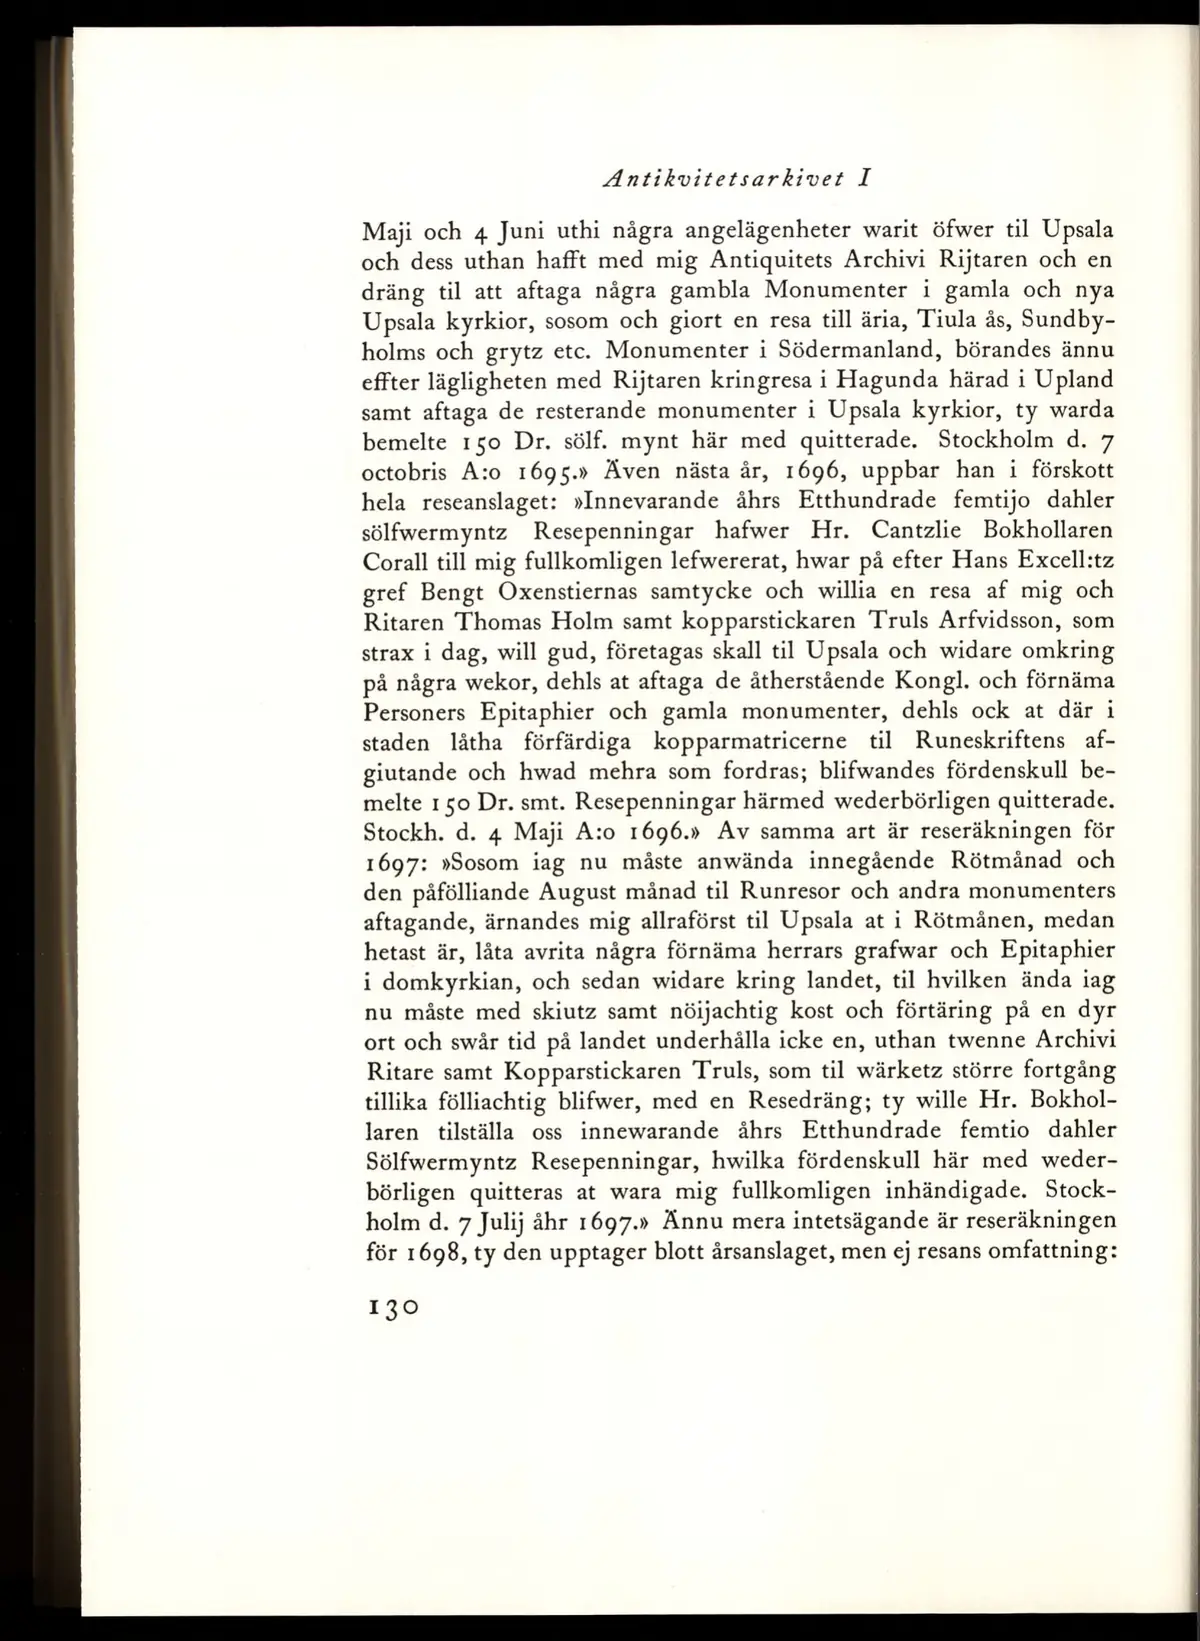 Antikvitetsarkivet I
Maji och 4 Juni uthi några angelägenheter warit öfwer til Upsala
och dess uthan hafft med mig Antiquitets Archivi Rijtaren och en
dräng til att aftaga några gambla Monumenter i gamla och nya
Upsala kyrkior, sosom och giort en resa till äria, Tiula ås, Sundby-
holms och grytz etc. Monumenter i Södermanland, börandes ännu
effter lägligheten med Rijtaren kringresa i Hagunda härad i Upland
samt aftaga de resterande monumenter i Upsala kyrkior, ty warda
bemelte 150 Dr. sölf. mynt här med quitterade. Stockholm d. 7
octobris A:o 1695.» Även nästa år, 1696, uppbar han i förskott
hela reseanslaget: »Innevarande åhrs Etthundrade femtijo dahler
sölfwermyntz Resepenningar hafwer Hr. Cantzlie Bokhollaren
Corall till mig fullkomligen lefwererat, hwar på efter Hans Excell:tz
gref Bengt Oxenstiernas samtycke och willia en resa af mig och
Ritaren Thomas Holm samt kopparstickaren Truls Arfvidsson, som
strax i dag, will gud, företagas skall til Upsala och widare omkring
på några wekor, dehls at aftaga de åtherstående Kongl. och förnäma
Personers Epitaphier och gamla monumenter, dehls ock at där i
staden låtha förfärdiga kopparmatricerne til Runeskriftens af-
giutande och hwad mehra som fordras; blifwandes fördenskull be-
melte 150 Dr. smt. Resepenningar härmed wederbörligen quitterade.
Stockh. d. 4 Maji A:o 1696.» Av samma art är reseräkningen för
1697: »Sosom iag nu måste anwända innegående Rötmånad och
den påfölliande August månad til Runresor och andra monumenters
aftagande, ärnandes mig allraförst til Upsala at i Rötmånen, medan
hetast är, låta avrita några förnäma herrars grafwar och Epitaphier
i domkyrkian, och sedan widare kring landet, til hvilken ända iag
nu måste med skiutz samt nöijachtig kost och förtäring på en dyr
ort och swår tid på landet underhålla icke en, uthan twenne Archivi
Ritare samt Kopparstickaren Truls, som til wärketz större fortgång
tillika fölliachtig blifwer, med en Resedräng; ty wille Hr. Bokhol-
laren tilställa oss innewarande åhrs Etthundrade femtio dahler
Sölfwermyntz Resepenningar, hwilka fördenskull här med weder-
börligen quitteras at wara mig fullkomligen inhändigade. Stock-
holm d. 7 Julij åhr 1697.» Ännu mera intetsägande är reseräkningen
för 1698, ty den upptager blott årsanslaget, men ej resans omfattning:
130